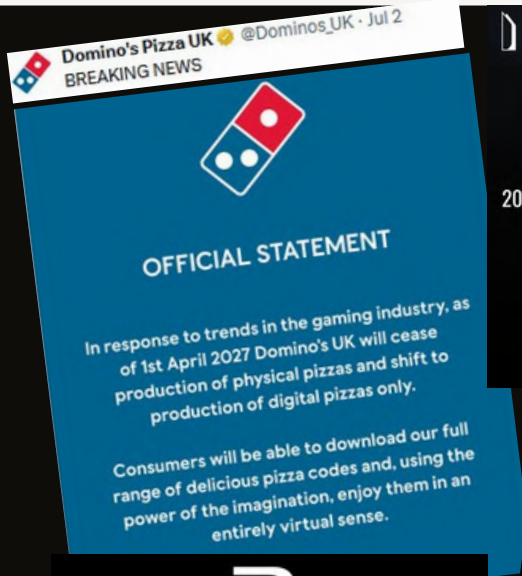 Domino's Pizza UK @Dominos_UK · Jul 2
BREAKING NEWS
OFFICIAL STATEMENT
In response to trends in the gaming industry, as
of 1st April 2027 Domino's UK will cease
production of physical pizzas and shift to
production of digital pizzas only.
Consumers will be able to download our full
range of delicious pizza codes and, using the
power of the imagination, enjoy them in an
entirely virtual sense.
20